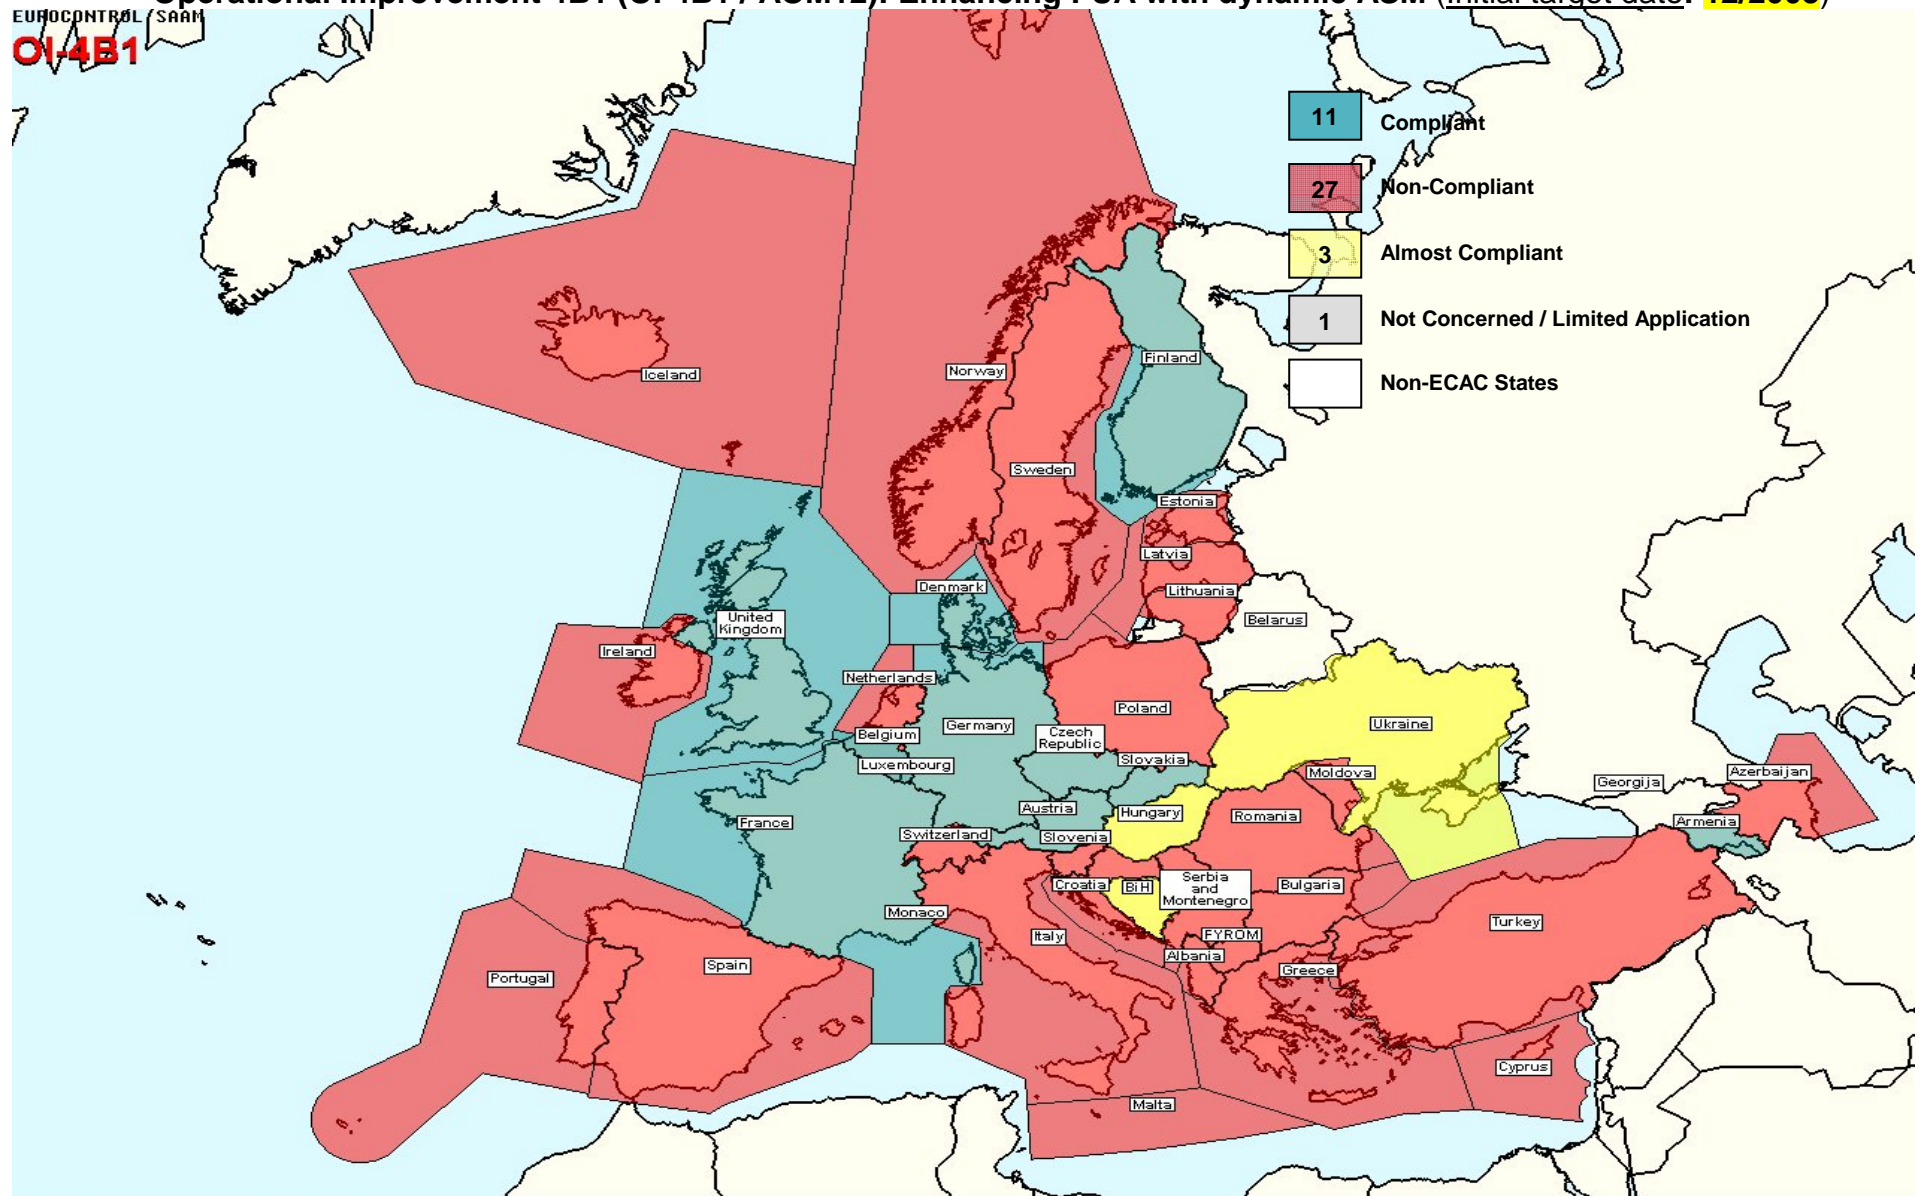 EUROCONTROL/SAAM
OI-4B1
11
Compliant
27
Non-Compliant
3
Almost Compliant
1
Not Concerned / Limited Application
Non-ECAC States
Iceland
Norway
Finland
Sweden
Estonia
Latvia
Lithuania
Denmark
United
Kingdom
Belarus
Ireland
Netherlands
Poland
Germany
Ukraine
Belgium
Czech
Republic
Luxembourg
Slovakia
Moldova
Georgija
Azerbaijan
Austria
Hungary
Romania
France
Armenia
Switzerland
Slovenia
Croatia
BiH
Serbia
and
Montenegro
Bulgaria
Monaco
Italy
FYROM
Turkey
Albania
Greece
Spain
Portugal
Cyprus
Malta